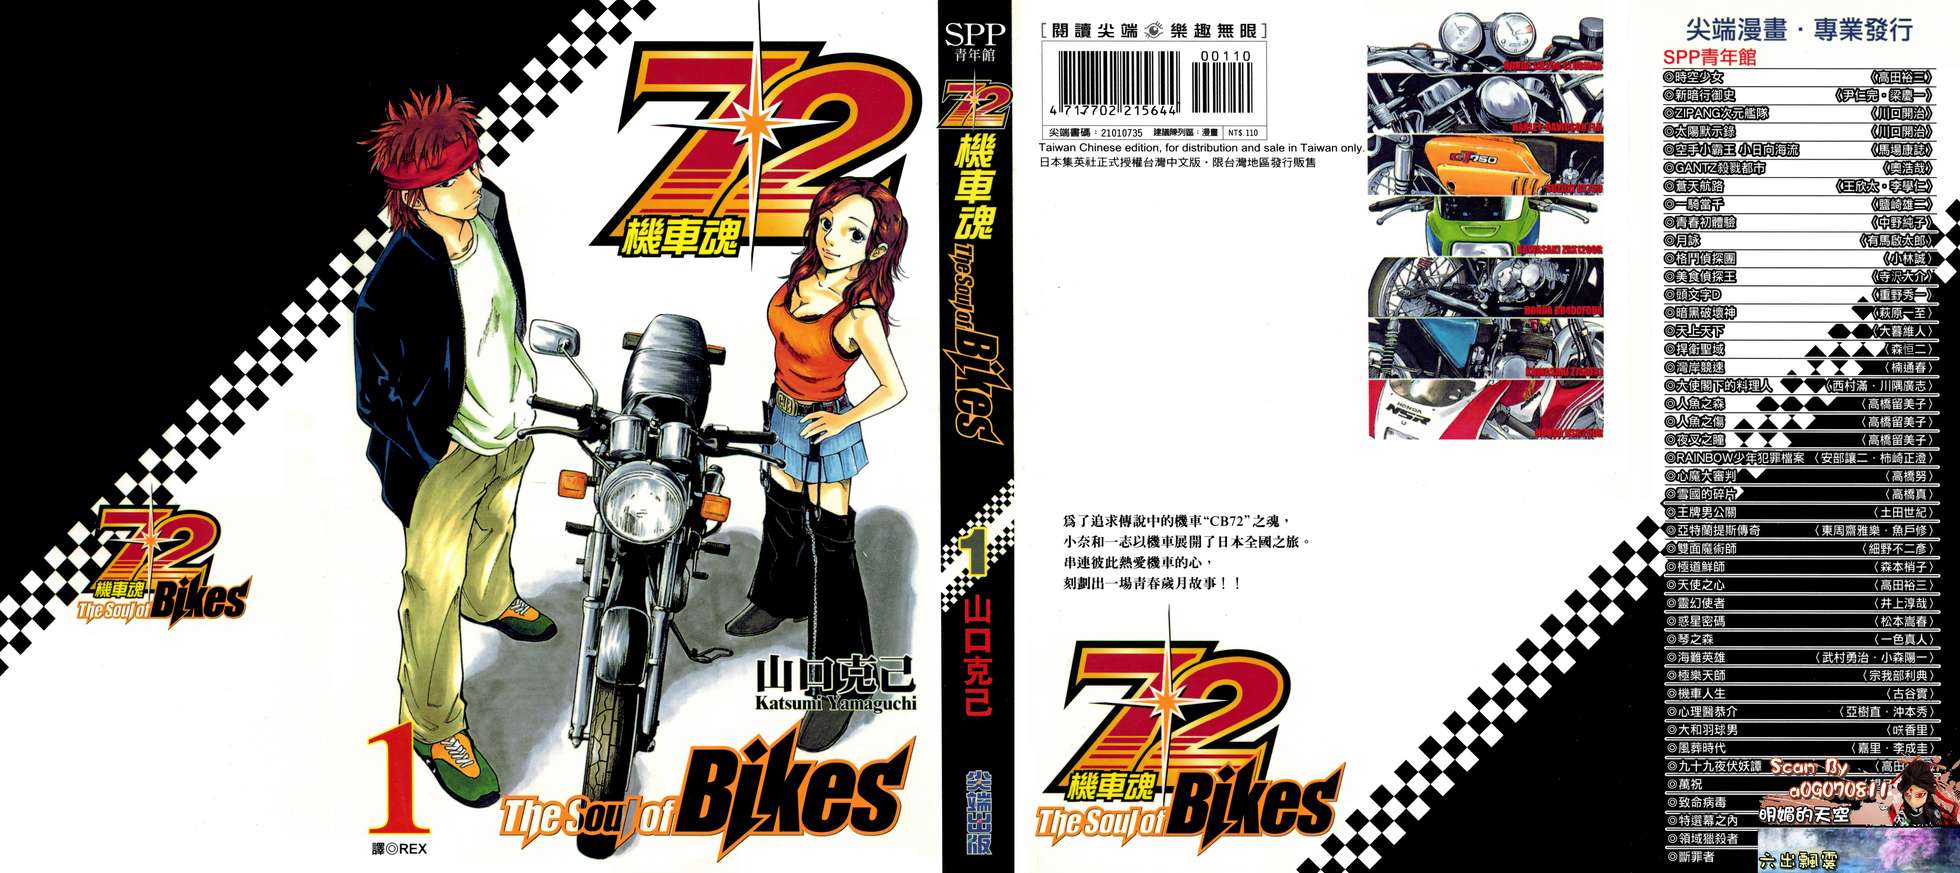 72
機車魂
The Soul of
Bikes
72
機車魂
山口克己
Katsumi Yamaguchi
1
譯◎REX
The Soul of
Bikes
SPP
青年館
72
機車魂
The Soul of
Bikes
1
山口克己
尖端出版
[閱讀尖端 樂趣無限]
00110
4 717702 215644
尖端書碼：21010735 建議陳列區：漫畫 NT$.110
Taiwan Chinese edition, for distribution and sale in Taiwan only.
日本集英社正式授權台灣中文版・限台灣地區發行販售
GT750
KAWASAKI ZRX1200R
HONDA
NSR
為了追求傳說中的機車“CB72”之魂，
小奈和一志以機車展開了日本全國之旅。
串連彼此熱愛機車的心，
刻劃出一場青春歲月故事！！
72
機車魂
The Soul of
Bikes
尖端漫畫・專業發行
SPP青年館
◎時空少女 《高田裕三》
◎新暗行御史 《尹仁完・梁慶一》
◎ZIPANG次元艦隊 《川口開治》
◎太陽默示錄 《川口開治》
◎空手小霸王 小日向海流 《馬場康誌》
◎GANTZ殺戮都市 《奧浩哉》
◎蒼天航路 《王欣太・李學仁》
◎一騎當千 《鹽崎雄二》
◎青春初體驗 《中野純子》
◎月詠 《有馬啟太郎》
◎格鬥偵探團 《小林誠》
◎美食偵探王 《寺沢大介》
◎頭文字D 《重野秀一》
◎暗黑破壞神 《萩原一至》
◎天上天下 《大暮維人》
◎捍衛聖域 〈森恒二〉
◎灣岸競速 〈楠通春〉
◎大使閣下的料理人 〈西村滿・川隅廣志〉
◎人魚之森 〈高橋留美子〉
◎人魚之傷 〈高橋留美子〉
◎夜叉之瞳 〈高橋留美子〉
◎RAINBOW少年犯罪檔案 〈安部讓二・柿崎正澄〉
◎心魔大審判 〈高橋努〉
◎雪國的碎片 〈高橋真〉
◎王牌男公關 〈土田世紀〉
◎亞特蘭提斯傳奇 〈東周齋雅樂・魚戶修〉
◎雙面魔術師 〈細野不二彥〉
◎極道鮮師 〈森本梢子〉
◎天使之心 〈高田裕三〉
◎靈幻使者 〈井上淳哉〉
◎惑星密碼 〈松本嵩春〉
◎琴之森 〈一色真人〉
◎海難英雄 〈武村勇治・小森陽一〉
◎極樂天師 〈宗我部利典〉
◎機車人生 〈古谷實〉
◎心理醫恭介 〈亞樹直・沖本秀〉
◎大和羽球男 〈咲香里〉
◎風葬時代 〈嘉里・李成圭〉
◎九十九夜伏妖譚 〈高田
◎萬祝
◎致命病毒
◎特選幕之內
◎領域獵殺者
◎斷罪者
Scan By
a09070811
明媚的天空
六出飄雯